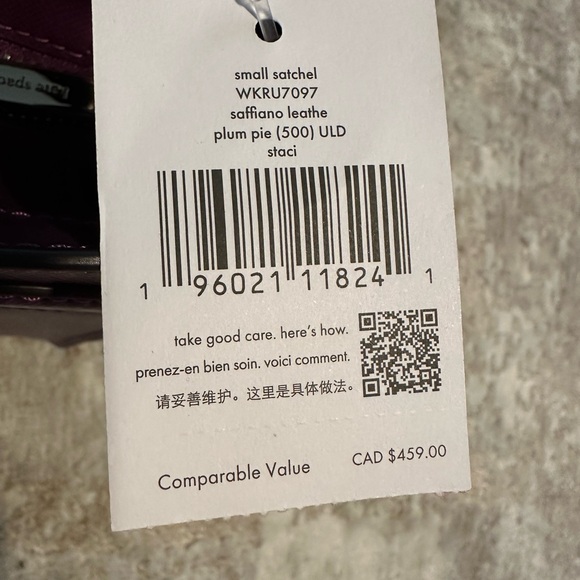 small satchel
WKRU7097
saffiano leathe
plum pie (500) ULD
staci
1 96021 11824 1
take good care. here's how.
prenez-en bien soin. voici comment.
请妥善维护。这里是具体做法。
Comparable Value
CAD $459.00